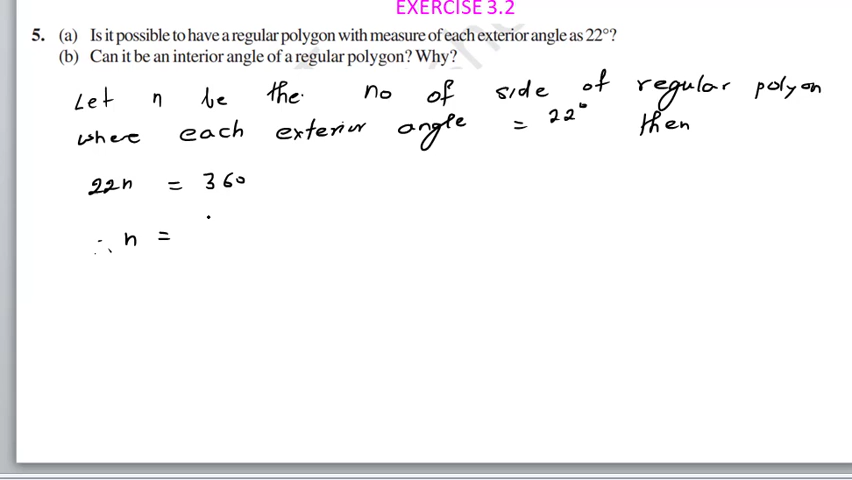 EXERCISE 3.2
5. (a) Is it possible to have a regular polygon with measure of each exterior angle as 22°?
(b) Can it be an interior angle of a regular polygon? Why?
Let n be the no of side of regular polyon
where each exterior angle = 22° then
22n = 360
∴ n =